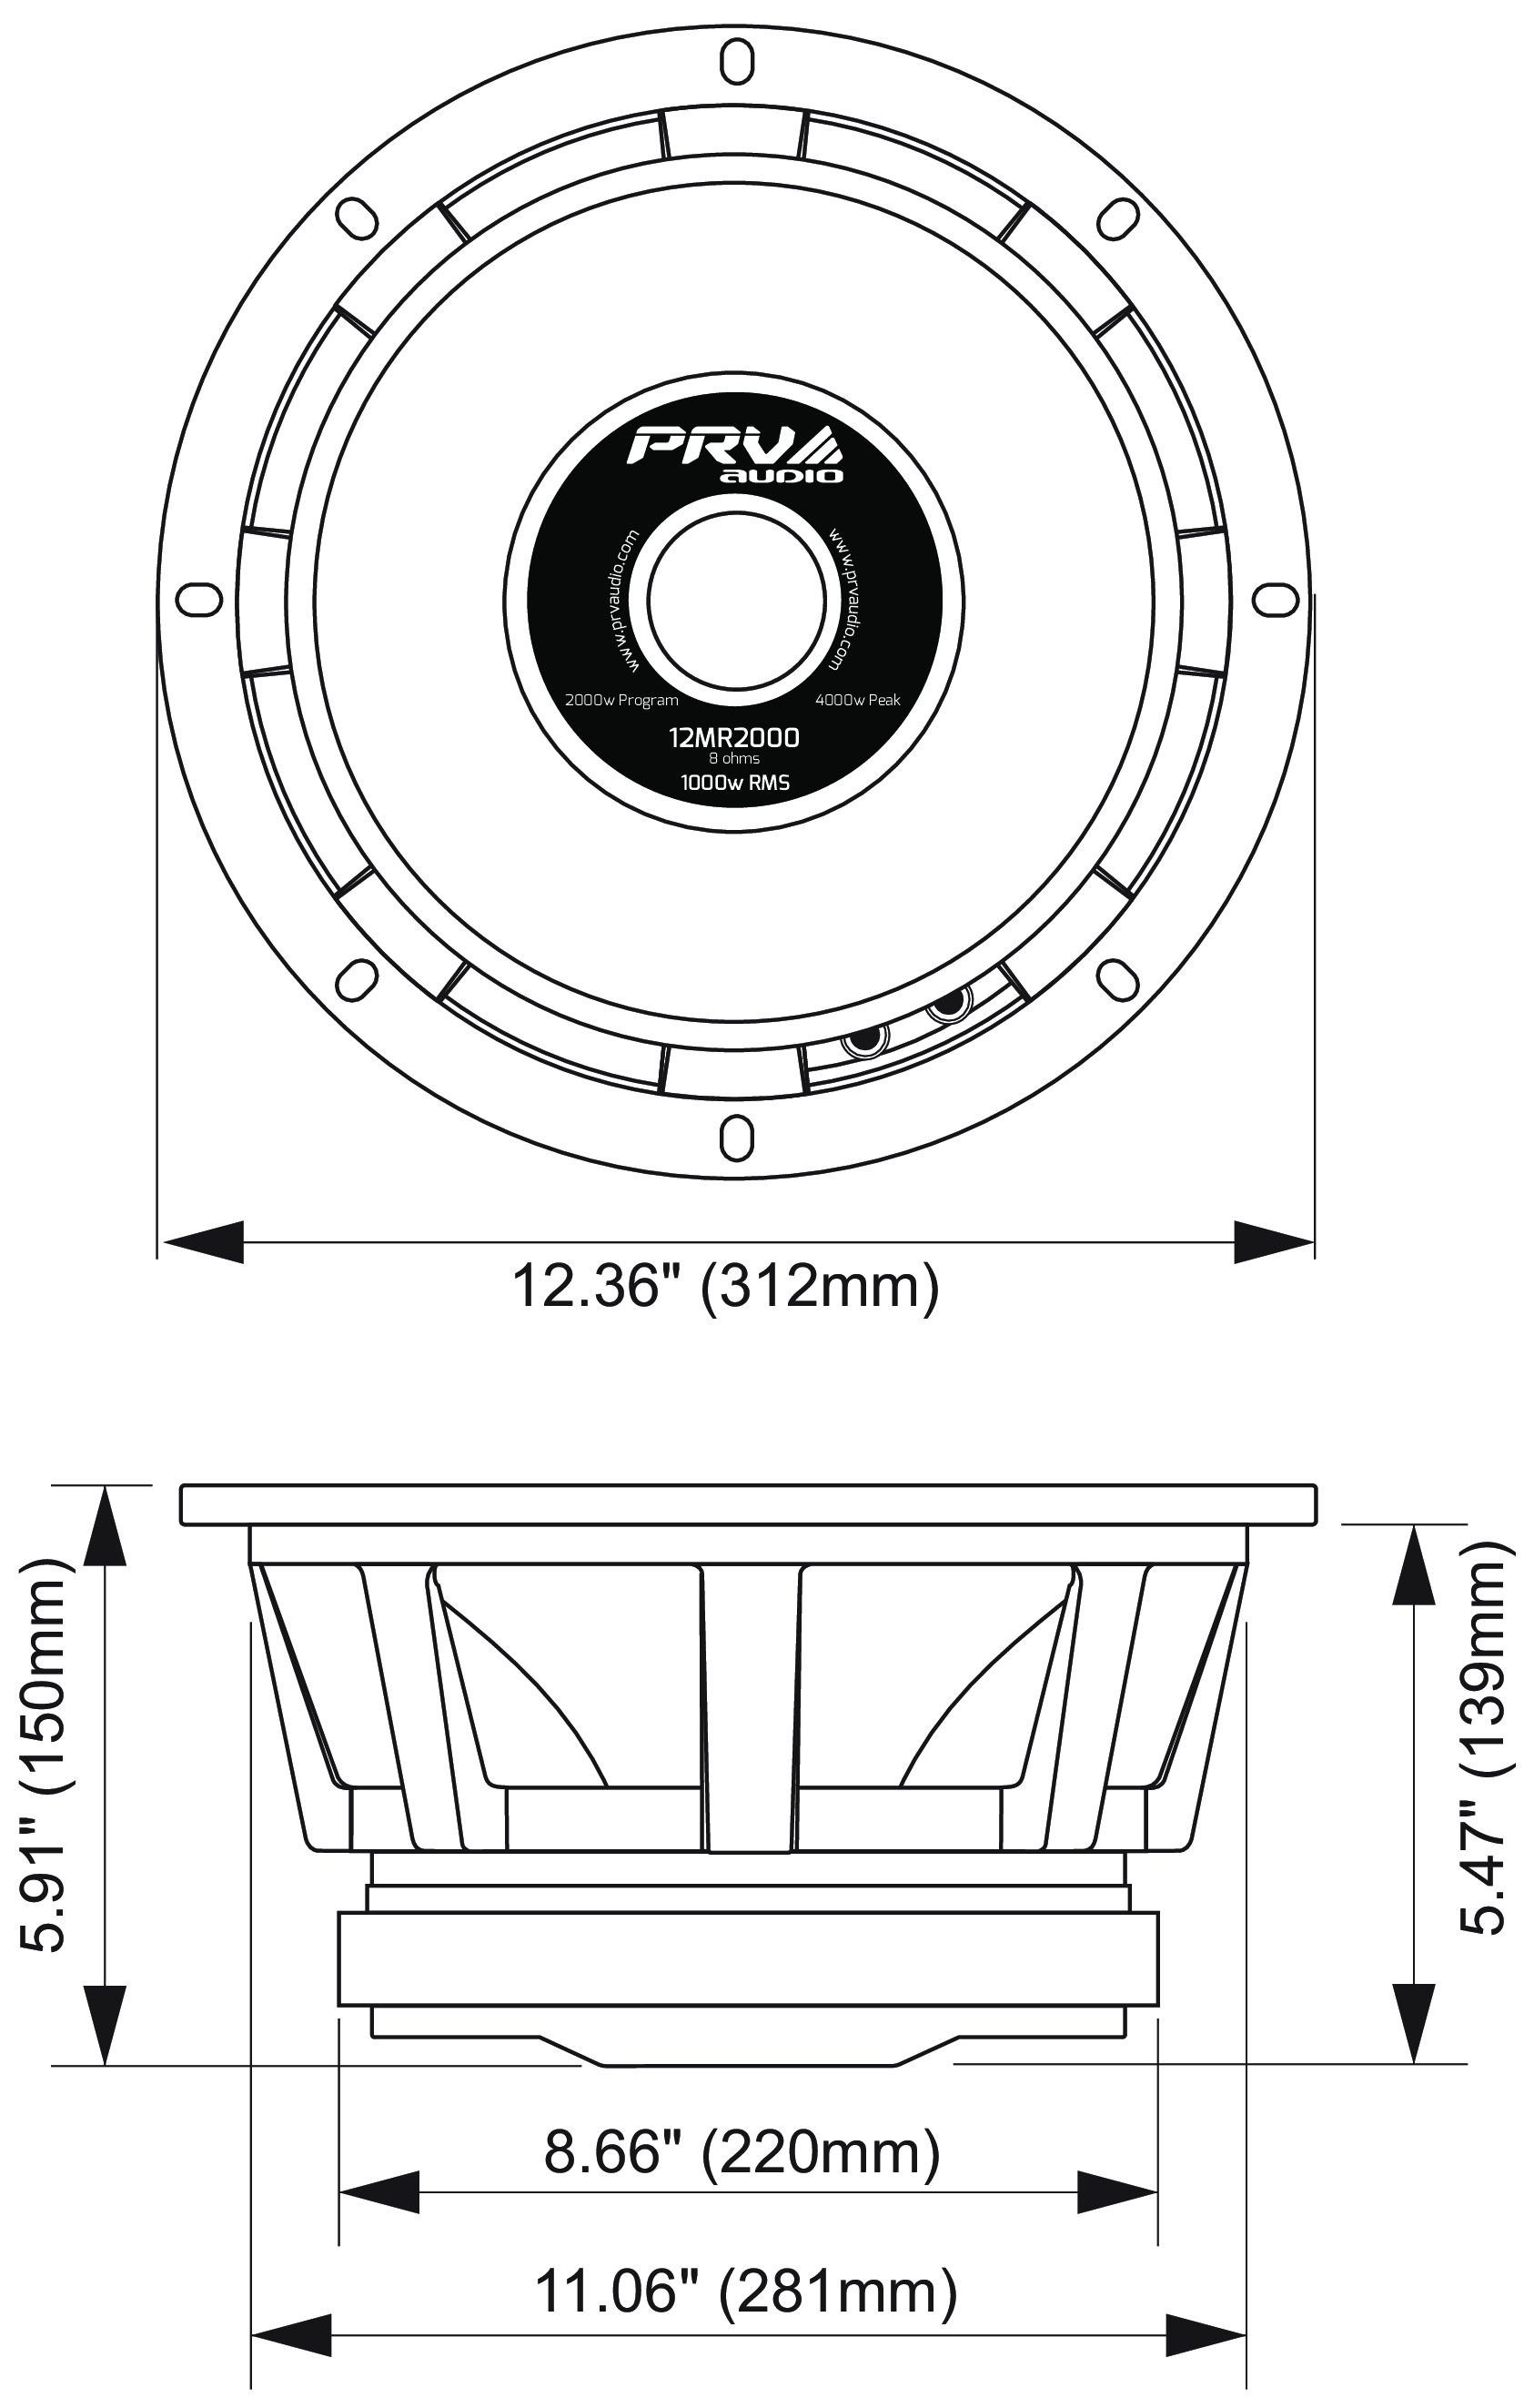 PRV
AUDIO
www.prvaudio.com
www.prvaudio.com
2000w Program
4000w Peak
12MR2000
8 ohms
1000w RMS
12.36" (312mm)
5.91" (150mm)
5.47" (139mm)
8.66" (220mm)
11.06" (281mm)